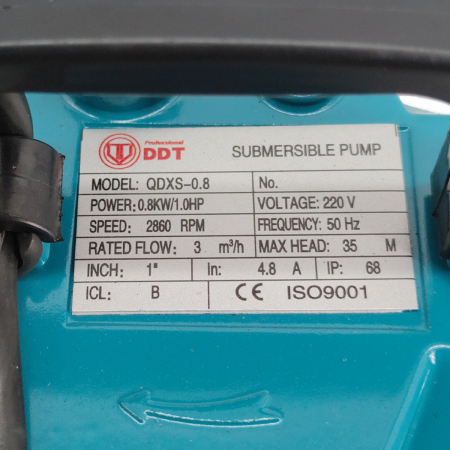 Professional
DDT
SUBMERSIBLE PUMP
MODEL: QDXS-0.8
No.
POWER: 0.8KW/1.0HP
VOLTAGE: 220 V
SPEED: 2860 RPM
FREQUENCY: 50 Hz
RATED FLOW: 3 m³/h
MAX HEAD: 35 M
INCH: 1"
In: 4.8 A
IP: 68
ICL: B
CE ISO9001